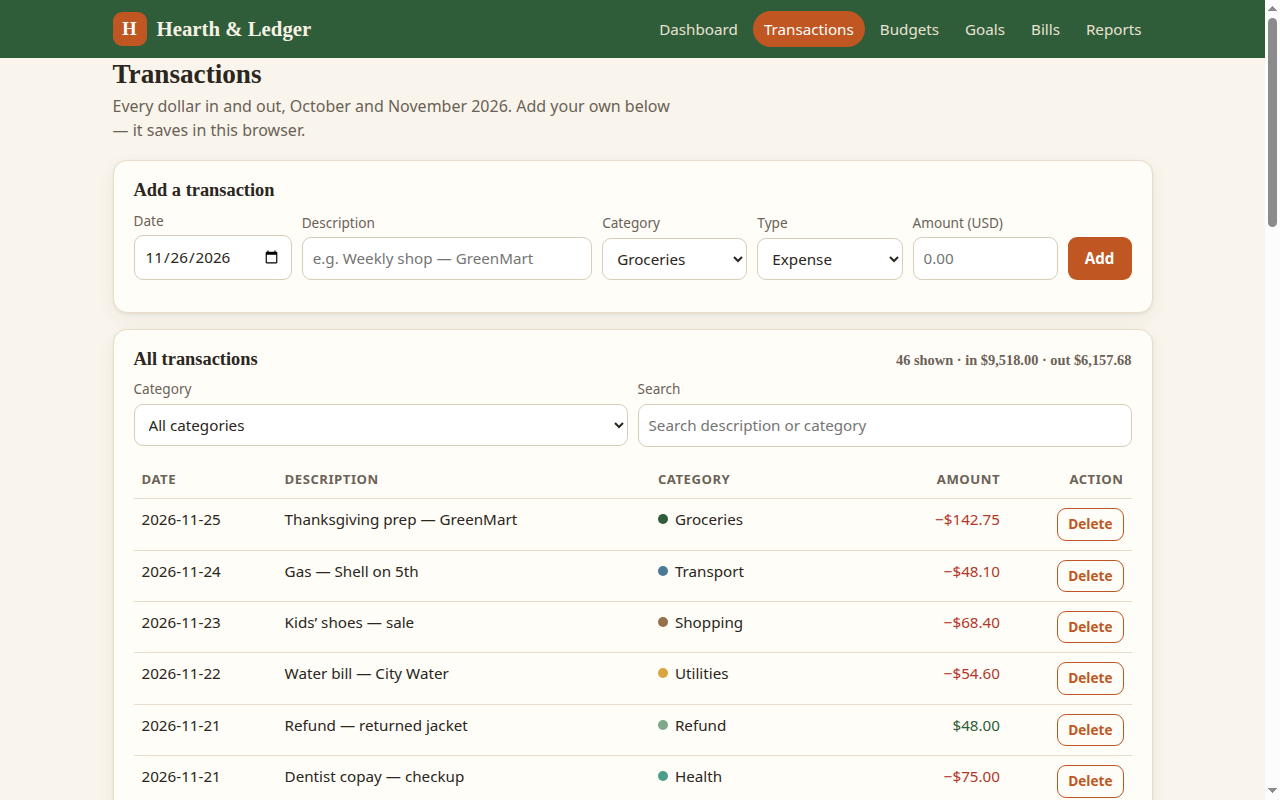 H Hearth & Ledger Dashboard Transactions Budgets Goals Bills Reports
Transactions
Every dollar in and out, October and November 2026. Add your own below
— it saves in this browser.
Add a transaction
Date Description Category Type Amount (USD)
11/26/2026 e.g. Weekly shop — GreenMart Groceries Expense 0.00 Add
All transactions 46 shown · in $9,518.00 · out $6,157.68
Category Search
All categories Search description or category
DATE DESCRIPTION CATEGORY AMOUNT ACTION
2026-11-25 Thanksgiving prep — GreenMart Groceries −$142.75 Delete
2026-11-24 Gas — Shell on 5th Transport −$48.10 Delete
2026-11-23 Kids’ shoes — sale Shopping −$68.40 Delete
2026-11-22 Water bill — City Water Utilities −$54.60 Delete
2026-11-21 Refund — returned jacket Refund $48.00 Delete
2026-11-21 Dentist copay — checkup Health −$75.00 Delete